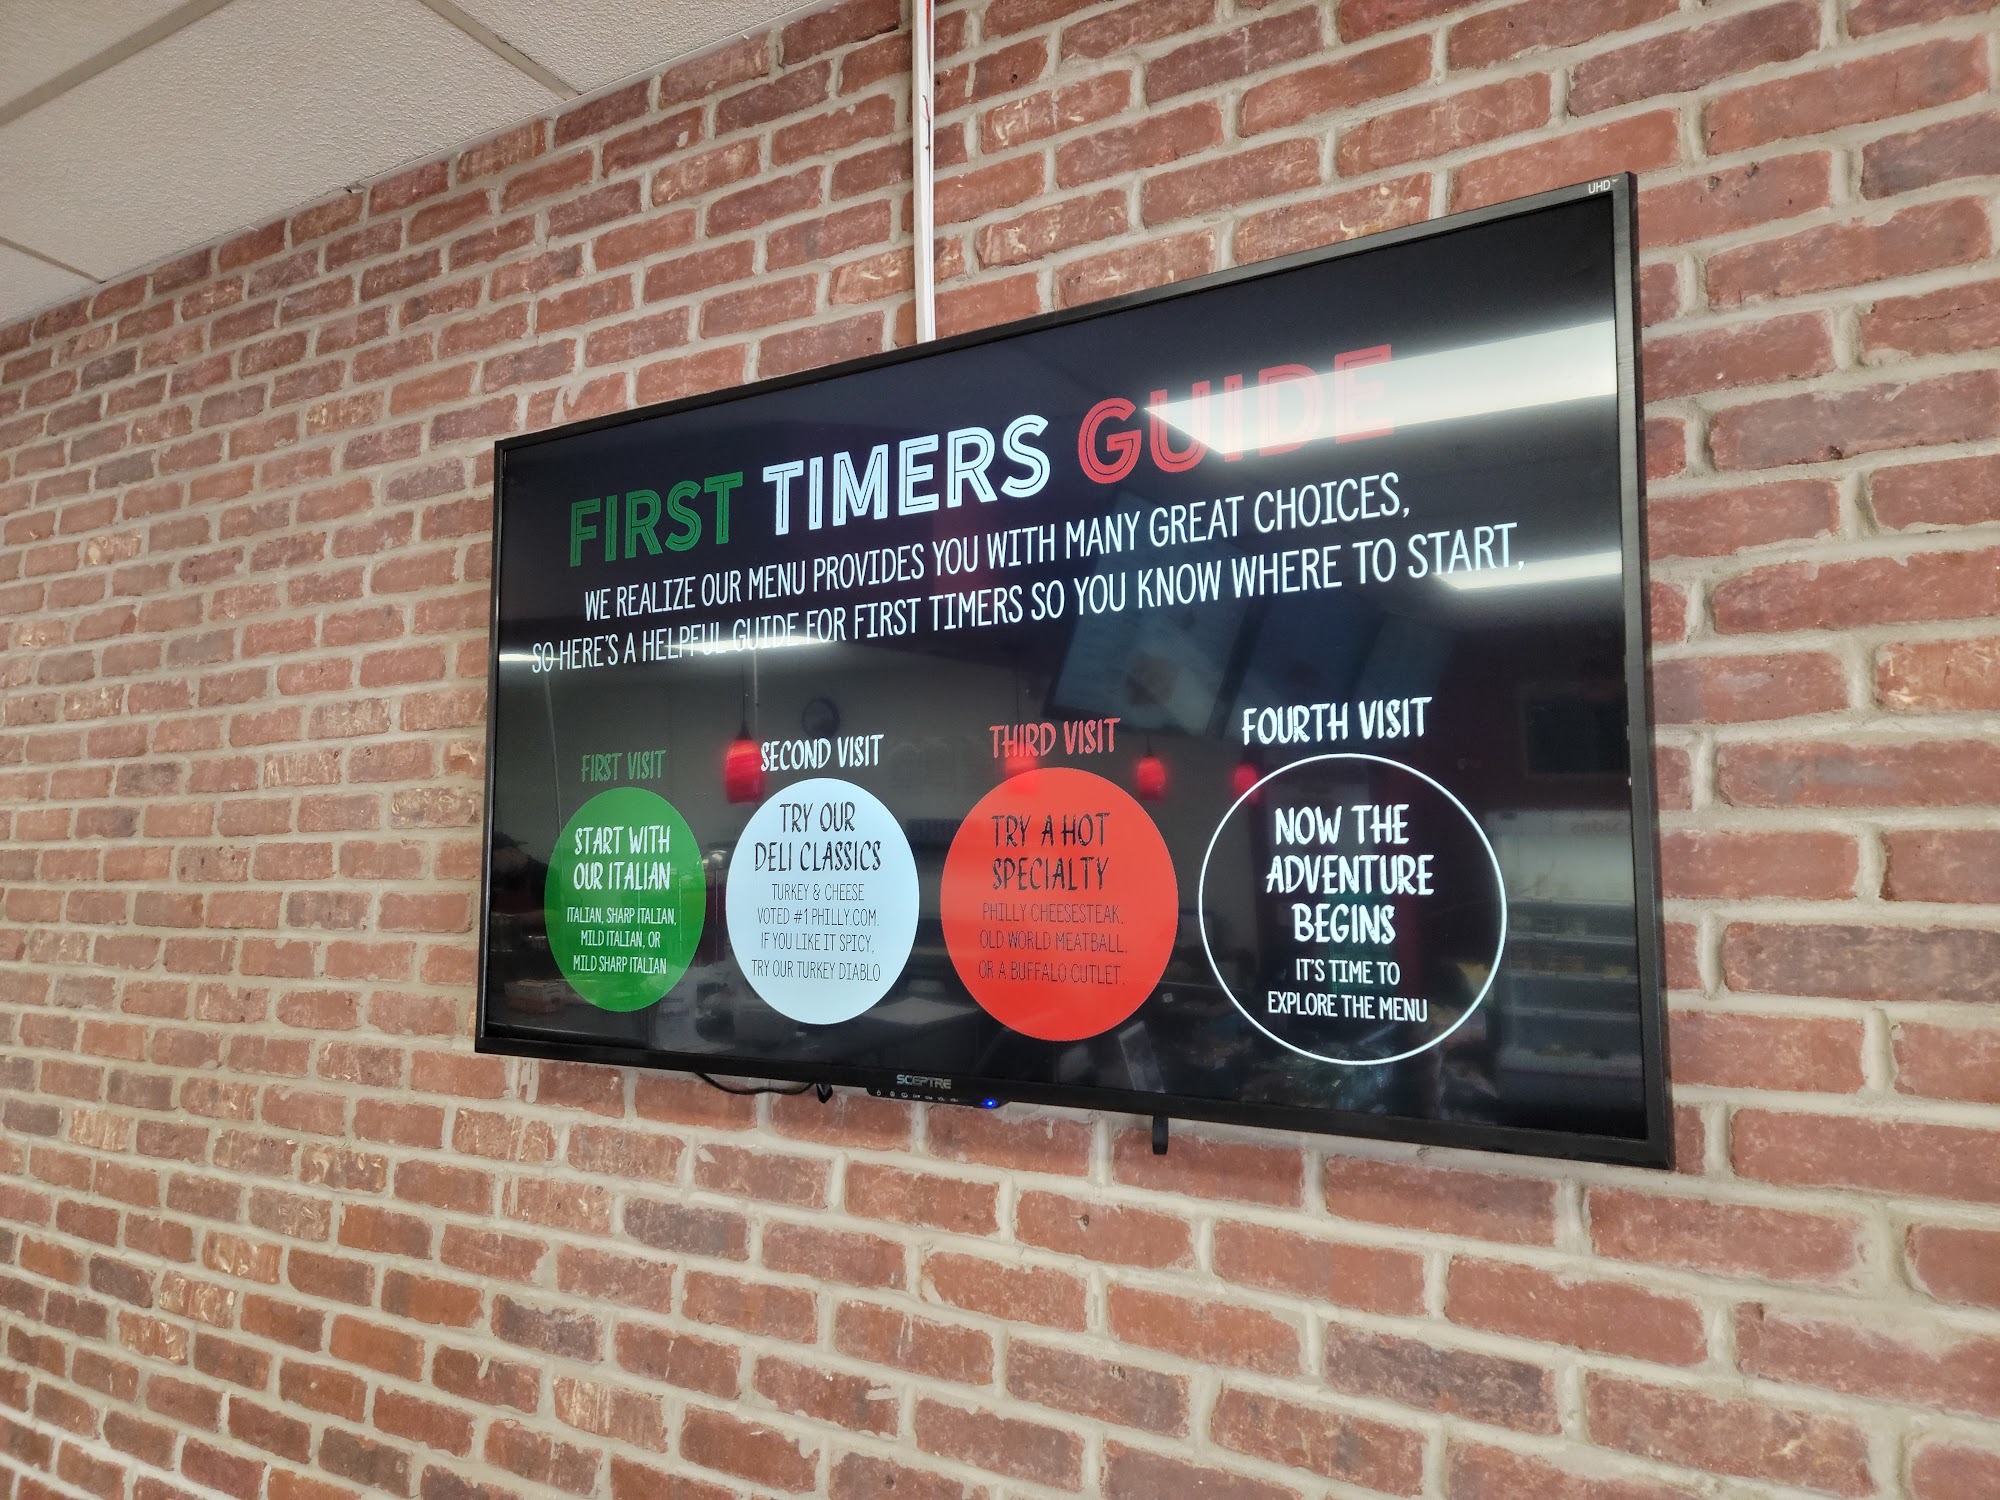 UHD
FIRST TIMERS GUIDE
WE REALIZE OUR MENU PROVIDES YOU WITH MANY GREAT CHOICES,
SO HERE'S A HELPFUL GUIDE FOR FIRST TIMERS SO YOU KNOW WHERE TO START,
FIRST VISIT
START WITH
OUR ITALIAN
ITALIAN, SHARP ITALIAN,
MILD ITALIAN, OR
MILD SHARP ITALIAN
SECOND VISIT
TRY OUR
DELI CLASSICS
TURKEY & CHEESE
VOTED #1 PHILLY.COM.
IF YOU LIKE IT SPICY,
TRY OUR TURKEY DIABLO
THIRD VISIT
TRY A HOT
SPECIALTY
PHILLY CHEESESTEAK,
OLD WORLD MEATBALL,
OR A BUFFALO CUTLET.
FOURTH VISIT
NOW THE
ADVENTURE
BEGINS
IT'S TIME TO
EXPLORE THE MENU
SCEPTRE